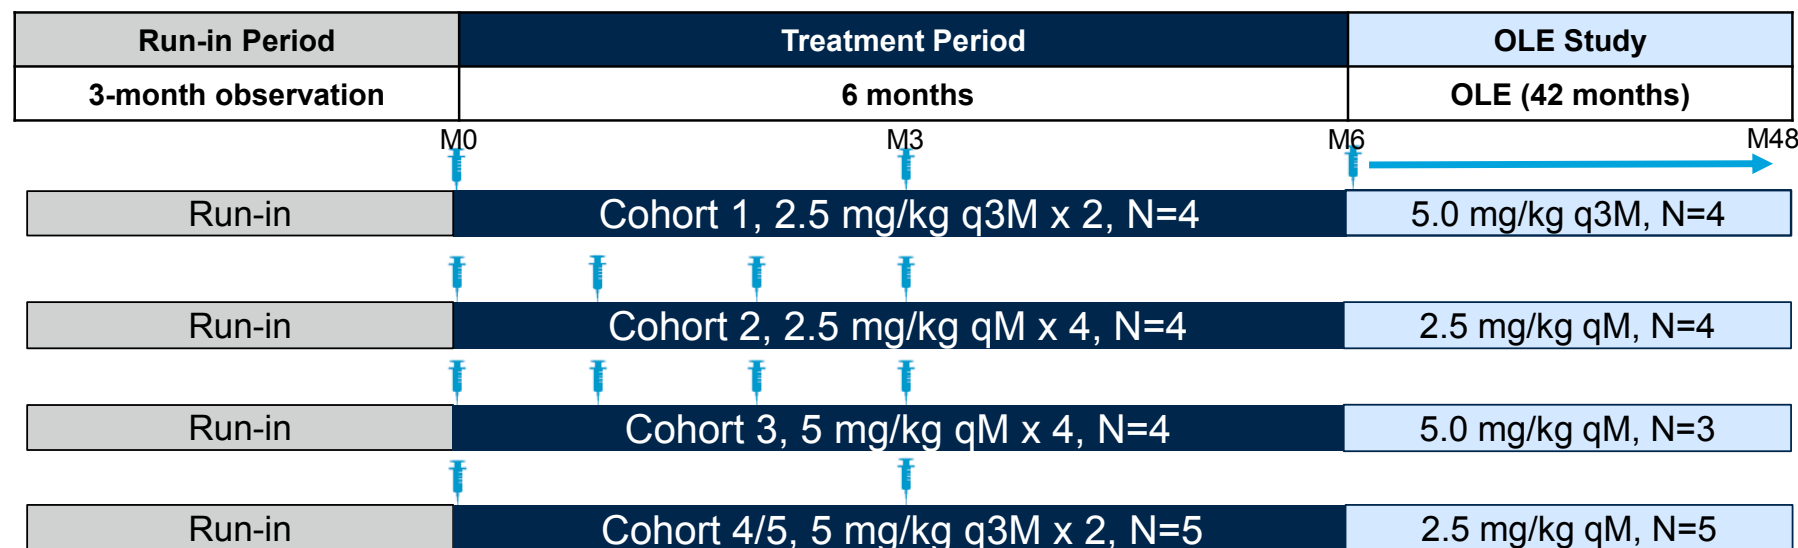 Run-in Period Treatment Period OLE Study
3-month observation 6 months OLE (42 months)
M0 M3 M6 M48
Run-in Cohort 1, 2.5 mg/kg q3M x 2, N=4 5.0 mg/kg q3M, N=4
Run-in Cohort 2, 2.5 mg/kg qM x 4, N=4 2.5 mg/kg qM, N=4
Run-in Cohort 3, 5 mg/kg qM x 4, N=4 5.0 mg/kg qM, N=3
Run-in Cohort 4/5, 5 mg/kg q3M x 2, N=5 2.5 mg/kg qM, N=5